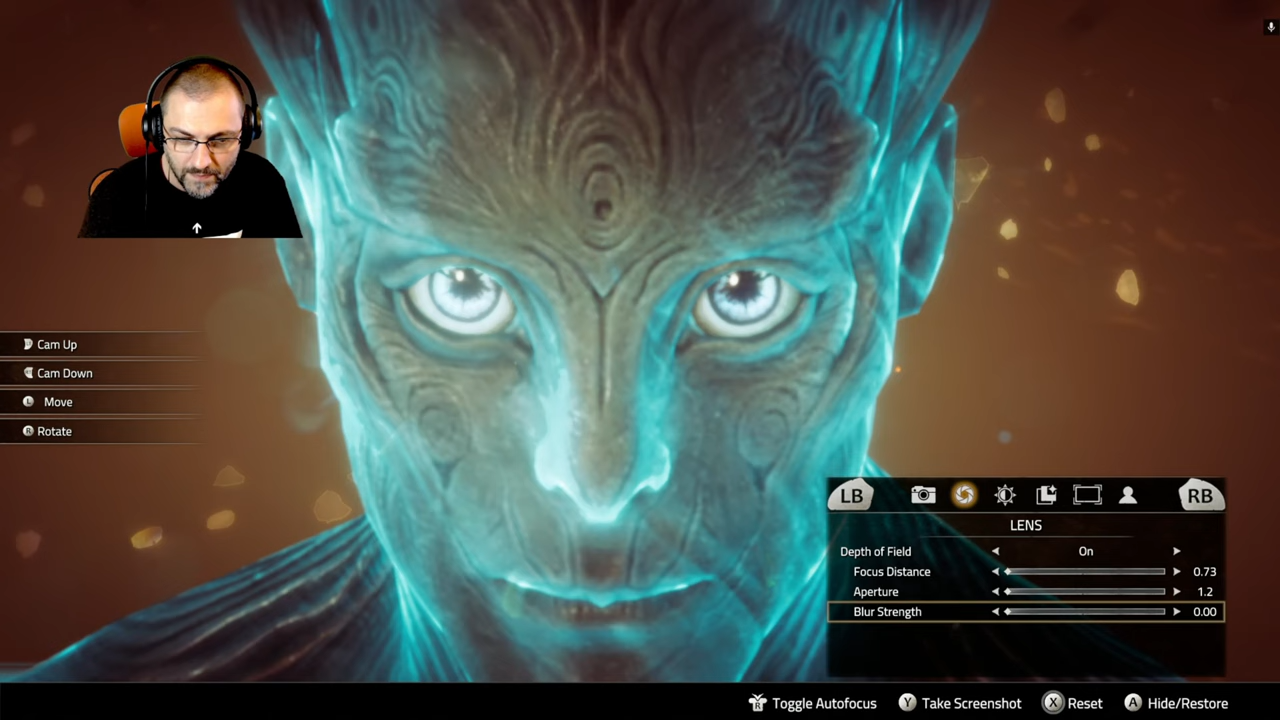 Cam Up
Cam Down
L Move
R Rotate
LB RB
LENS
Depth of Field On
Focus Distance 0.73
Aperture 1.2
Blur Strength 0.00
R Toggle Autofocus Y Take Screenshot X Reset A Hide/Restore